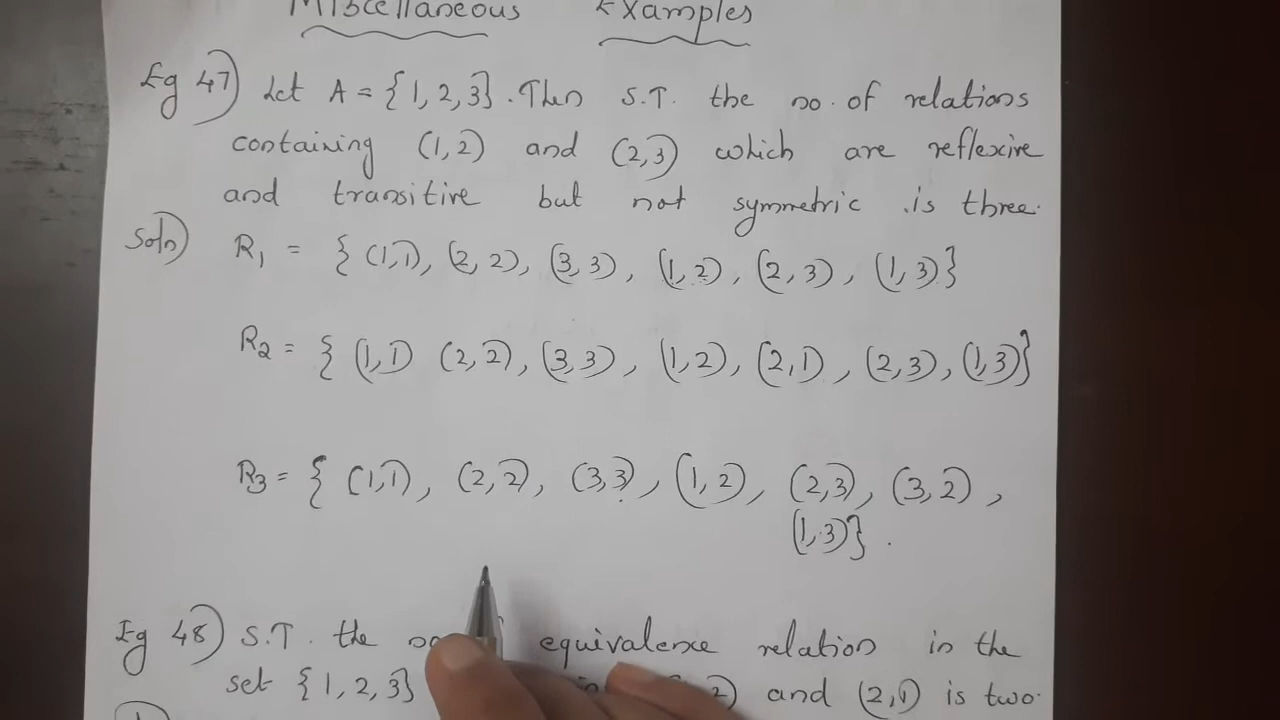 Miscellaneous Examples
Eg 47) Let A = {1, 2, 3}. Then S.T. the no. of relations
containing (1, 2) and (2, 3) which are reflexive
and transitive but not symmetric .is three.
Soln) R1 = { (1,1), (2, 2), (3, 3), (1, 2), (2, 3), (1, 3)}
R2 = { (1,1) (2,2), (3,3), (1,2), (2,1), (2,3), (1,3)}
R3 = { (1,1), (2,2), (3,3), (1,2), (2,3), (3,2),
(1,3)}.
Eg 48) S.T. the equivalence relation in the
set {1, 2, 3} 2) and (2,1) is two.